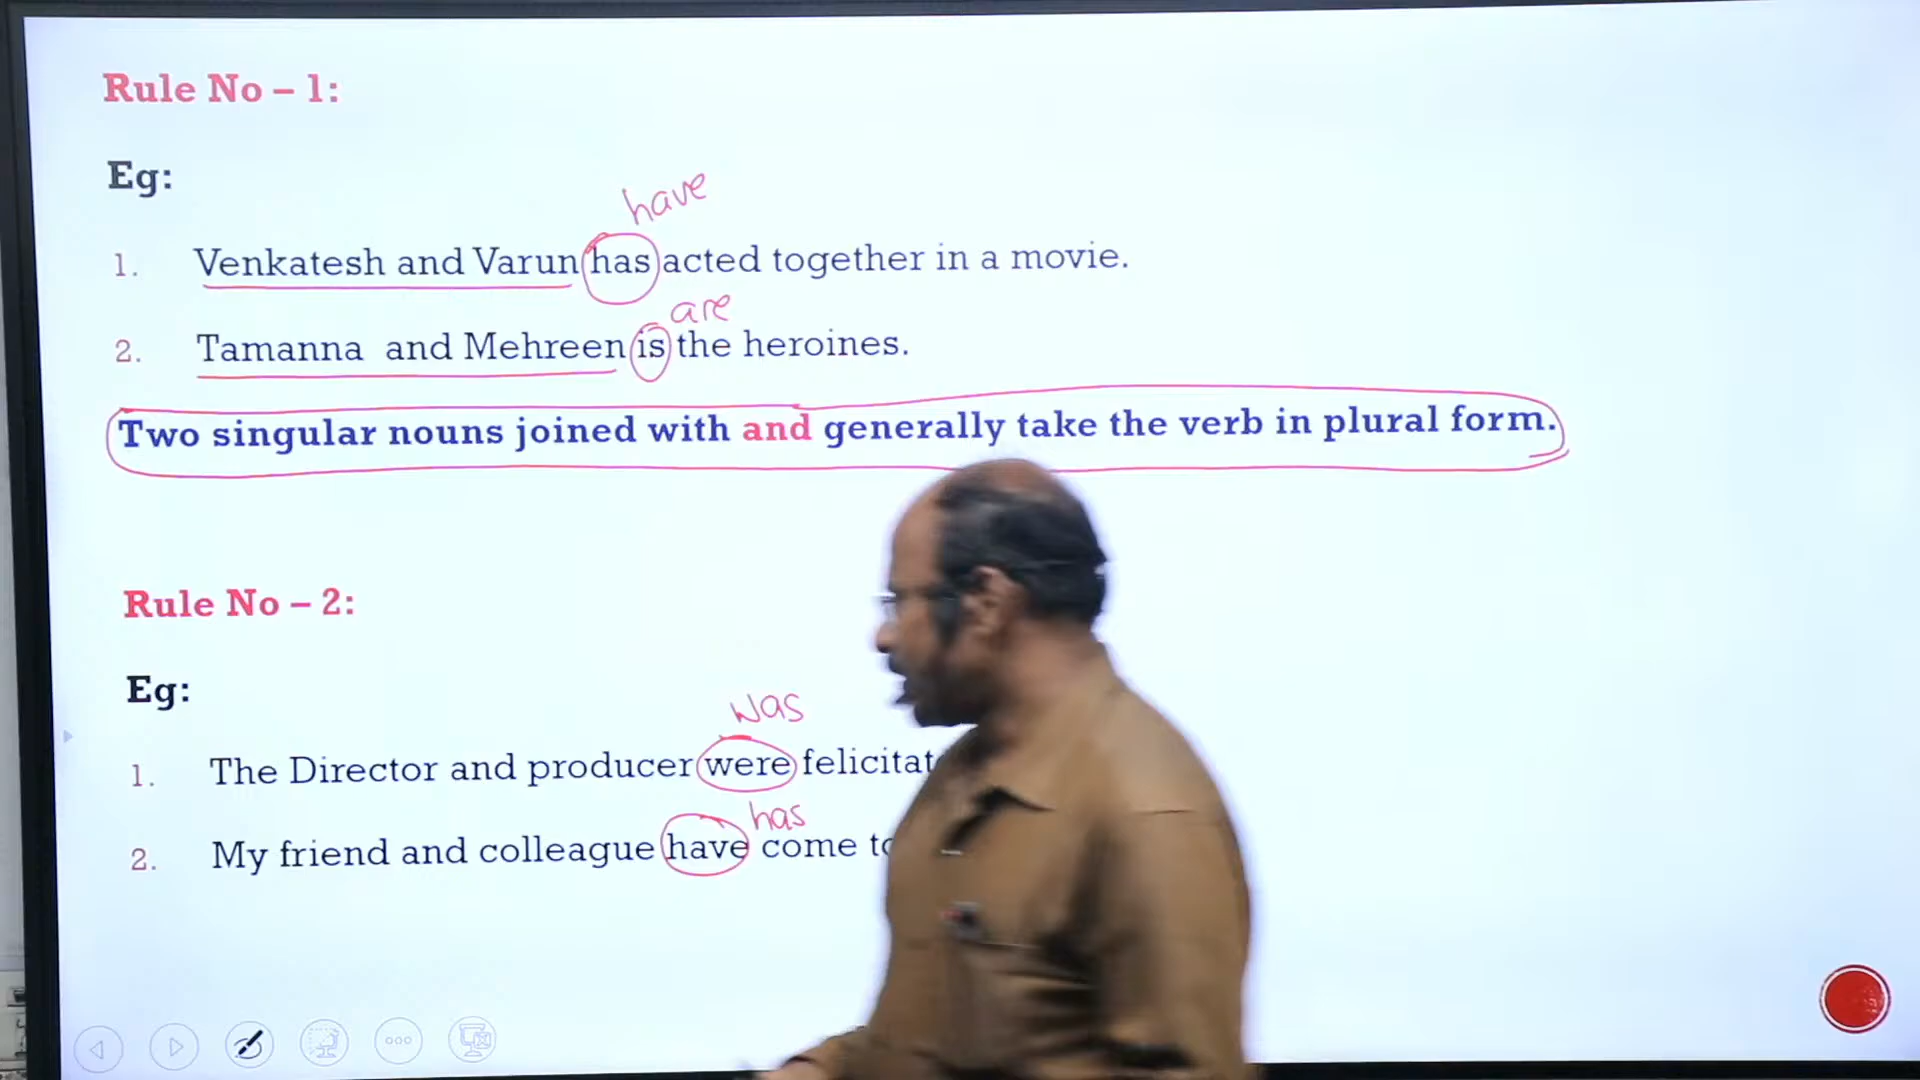 Rule No – 1:
Eg:
have
1. Venkatesh and Varun has acted together in a movie.
are
2. Tamanna and Mehreen is the heroines.
Two singular nouns joined with and generally take the verb in plural form.
Rule No – 2:
Eg:
was
1. The Director and producer were
has
2. My friend and colleague have come